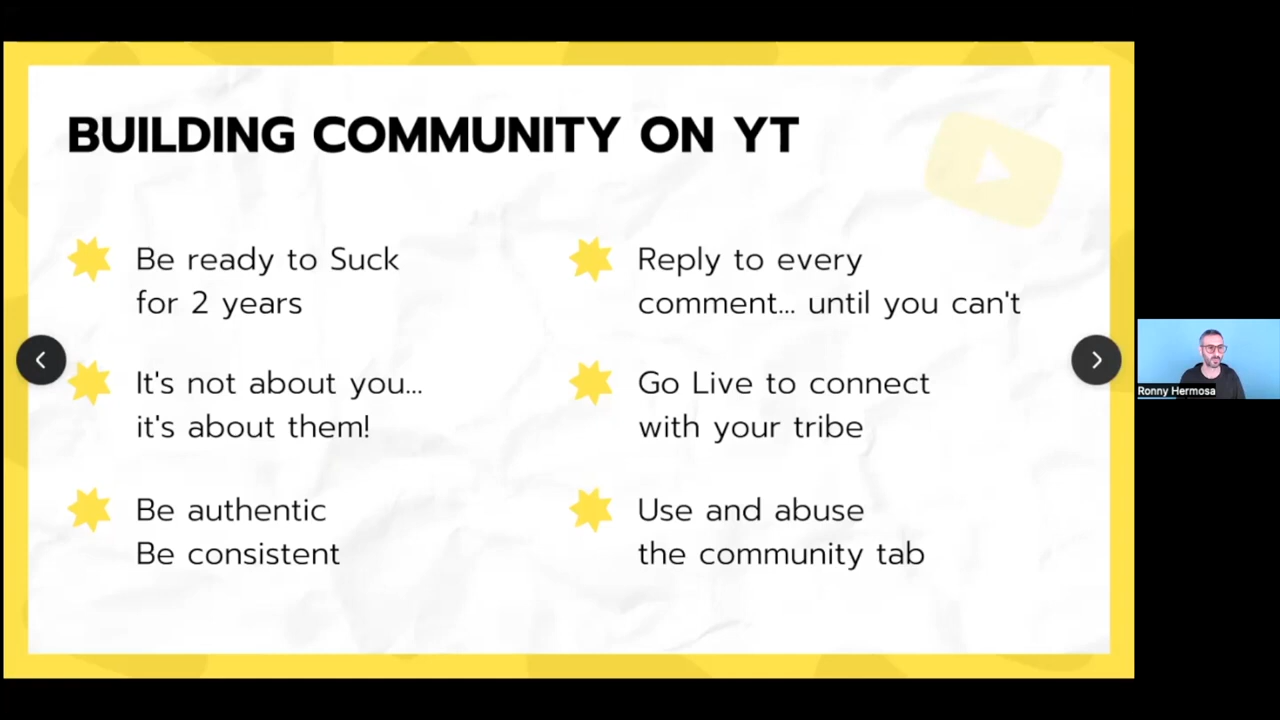 BUILDING COMMUNITY ON YT
Be ready to Suck
for 2 years
It's not about you...
it's about them!
Be authentic
Be consistent
Reply to every
comment... until you can't
Go Live to connect
with your tribe
Use and abuse
the community tab
Ronny Hermosa